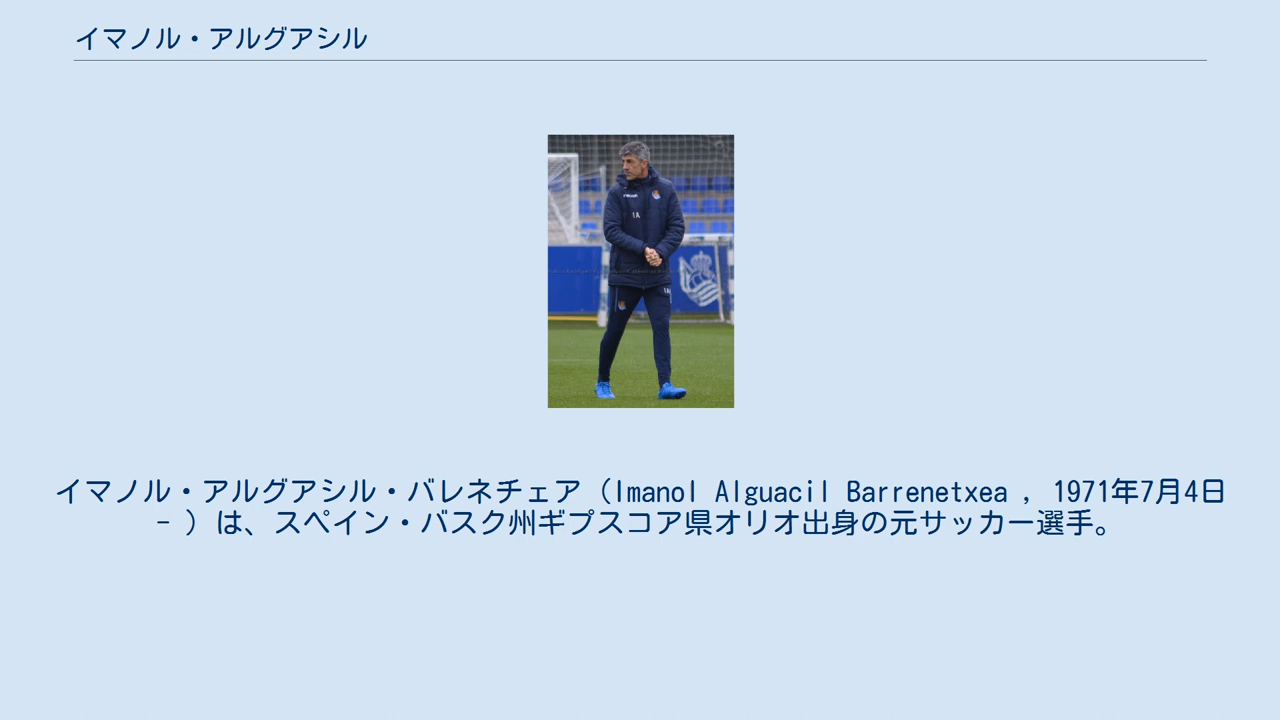 イマノル・アルグアシル
IA
イマノル・アルグアシル・バレネチェア（Imanol Alguacil Barrenetxea , 1971年7月4日
- ）は、スペイン・バスク州ギプスコア県オリオ出身の元サッカー選手。